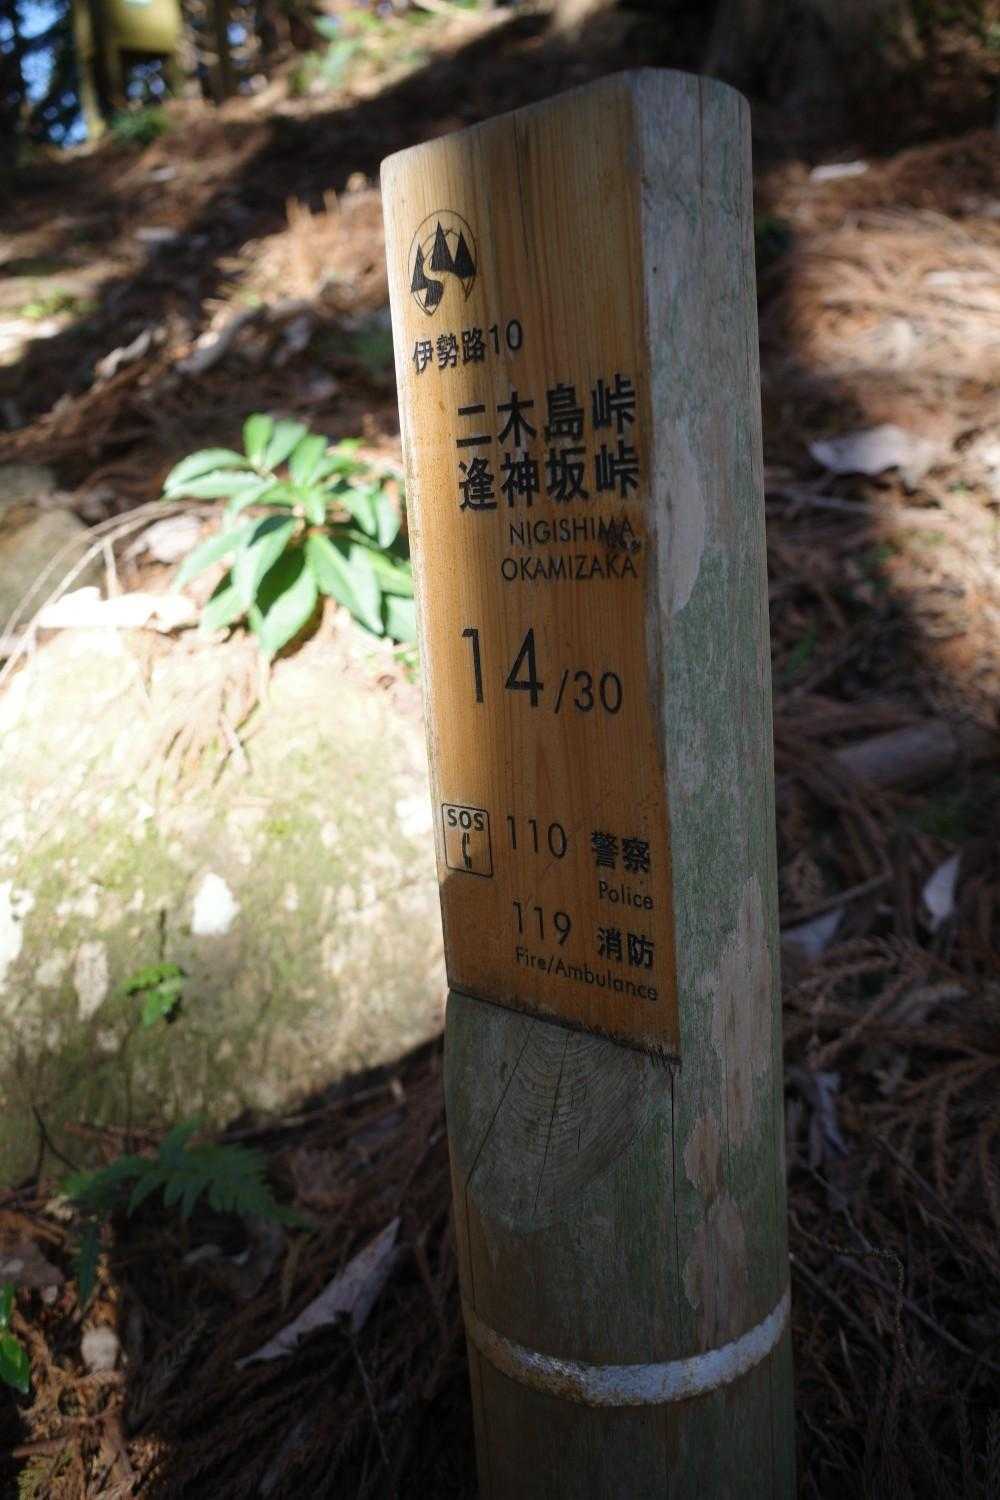 伊勢路10
二木島峠
逢神坂峠
NIGISHIMA
OKAMIZAKA
14/30
SOS
110 警察
Police
119 消防
Fire/Ambulance